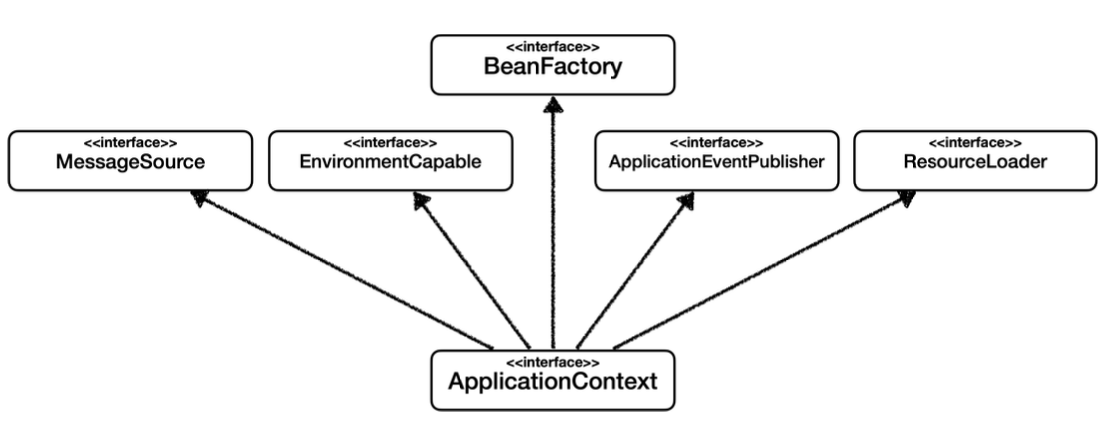 <<interface>>
BeanFactory
<<interface>>
MessageSource
<<interface>>
EnvironmentCapable
<<interface>>
ApplicationEventPublisher
<<interface>>
ResourceLoader
<<interface>>
ApplicationContext